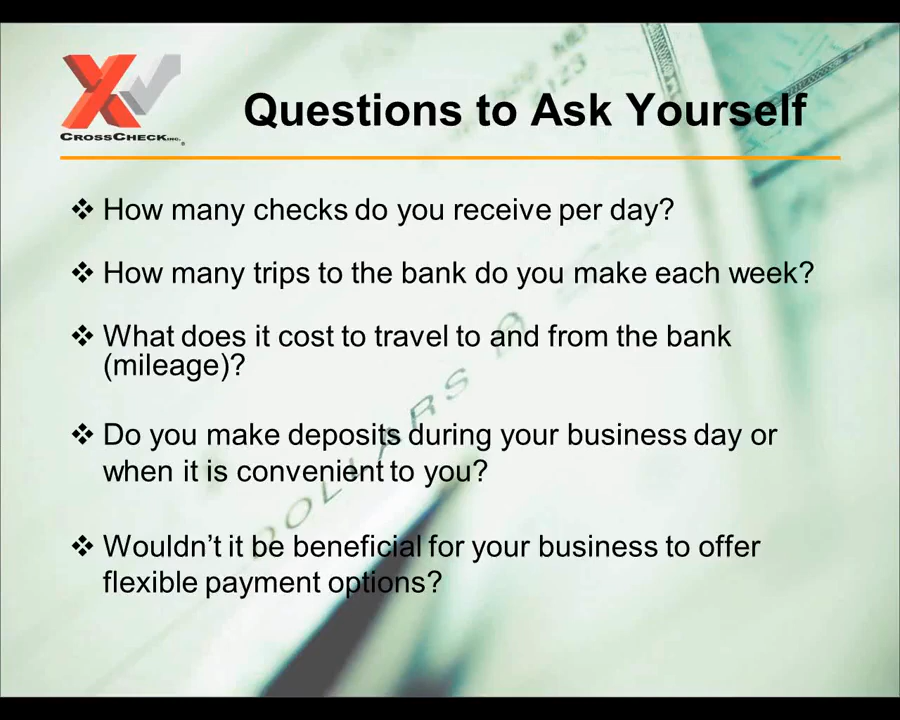 CROSSCHECK INC.®
Questions to Ask Yourself
❖ How many checks do you receive per day?
❖ How many trips to the bank do you make each week?
❖ What does it cost to travel to and from the bank
(mileage)?
❖ Do you make deposits during your business day or
when it is convenient to you?
❖ Wouldn’t it be beneficial for your business to offer
flexible payment options?
DOLLARS